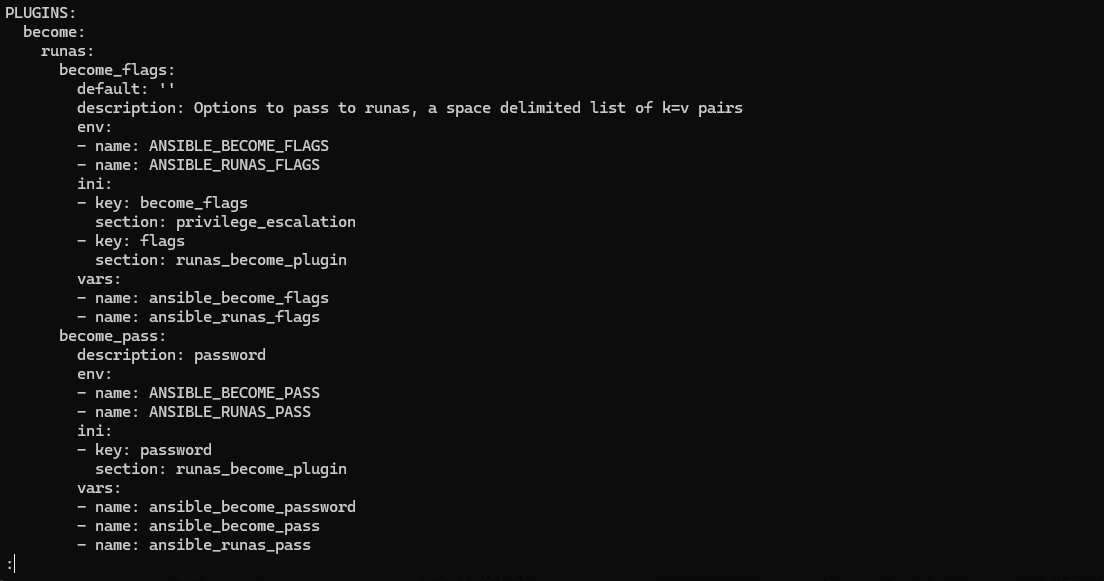 PLUGINS:
  become:
    runas:
      become_flags:
        default: ''
        description: Options to pass to runas, a space delimited list of k=v pairs
        env:
        - name: ANSIBLE_BECOME_FLAGS
        - name: ANSIBLE_RUNAS_FLAGS
        ini:
        - key: become_flags
          section: privilege_escalation
        - key: flags
          section: runas_become_plugin
        vars:
        - name: ansible_become_flags
        - name: ansible_runas_flags
      become_pass:
        description: password
        env:
        - name: ANSIBLE_BECOME_PASS
        - name: ANSIBLE_RUNAS_PASS
        ini:
        - key: password
          section: runas_become_plugin
        vars:
        - name: ansible_become_password
        - name: ansible_become_pass
        - name: ansible_runas_pass
: